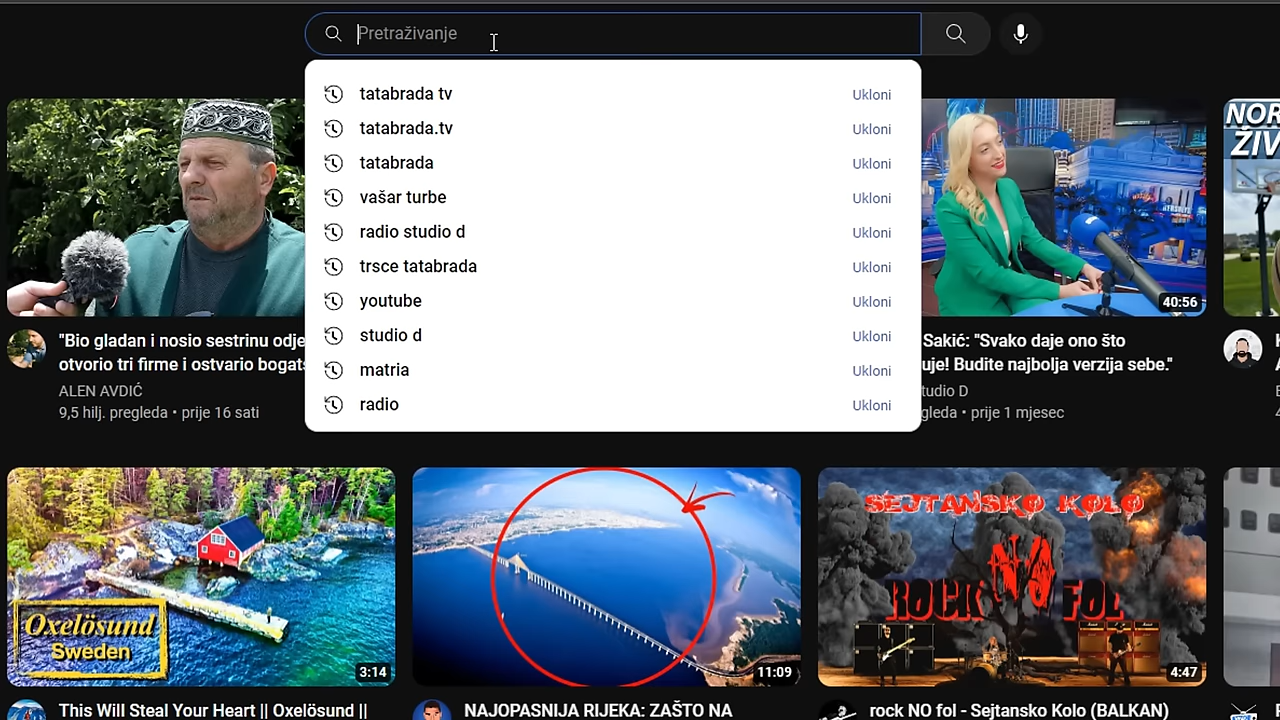 Pretraživanje
tatabrada tv Ukloni
tatabrada.tv Ukloni
tatabrada Ukloni
vašar turbe Ukloni
radio studio d Ukloni
trsce tatabrada Ukloni
youtube Ukloni
studio d Ukloni
matria Ukloni
radio Ukloni
40:56
"Bio gladan i nosio sestrinu odje
otvorio tri firme i ostvario bogat
ALEN AVDIĆ
9,5 hilj. pregleda • prije 16 sati
Sakić: "Svako daje ono što
uje! Budite najbolja verzija sebe."
tudio D
gleda • prije 1 mjesec
NOR
ŽIV
Oxelösund
Sweden
3:14
11:09
SEJTANSKO KOLO
ROCK NO FOL
4:47
This Will Steal Your Heart || Oxelösund ||
NAJOPASNIJA RIJEKA: ZAŠTO NA
rock NO fol - Sejtansko Kolo (BALKAN)